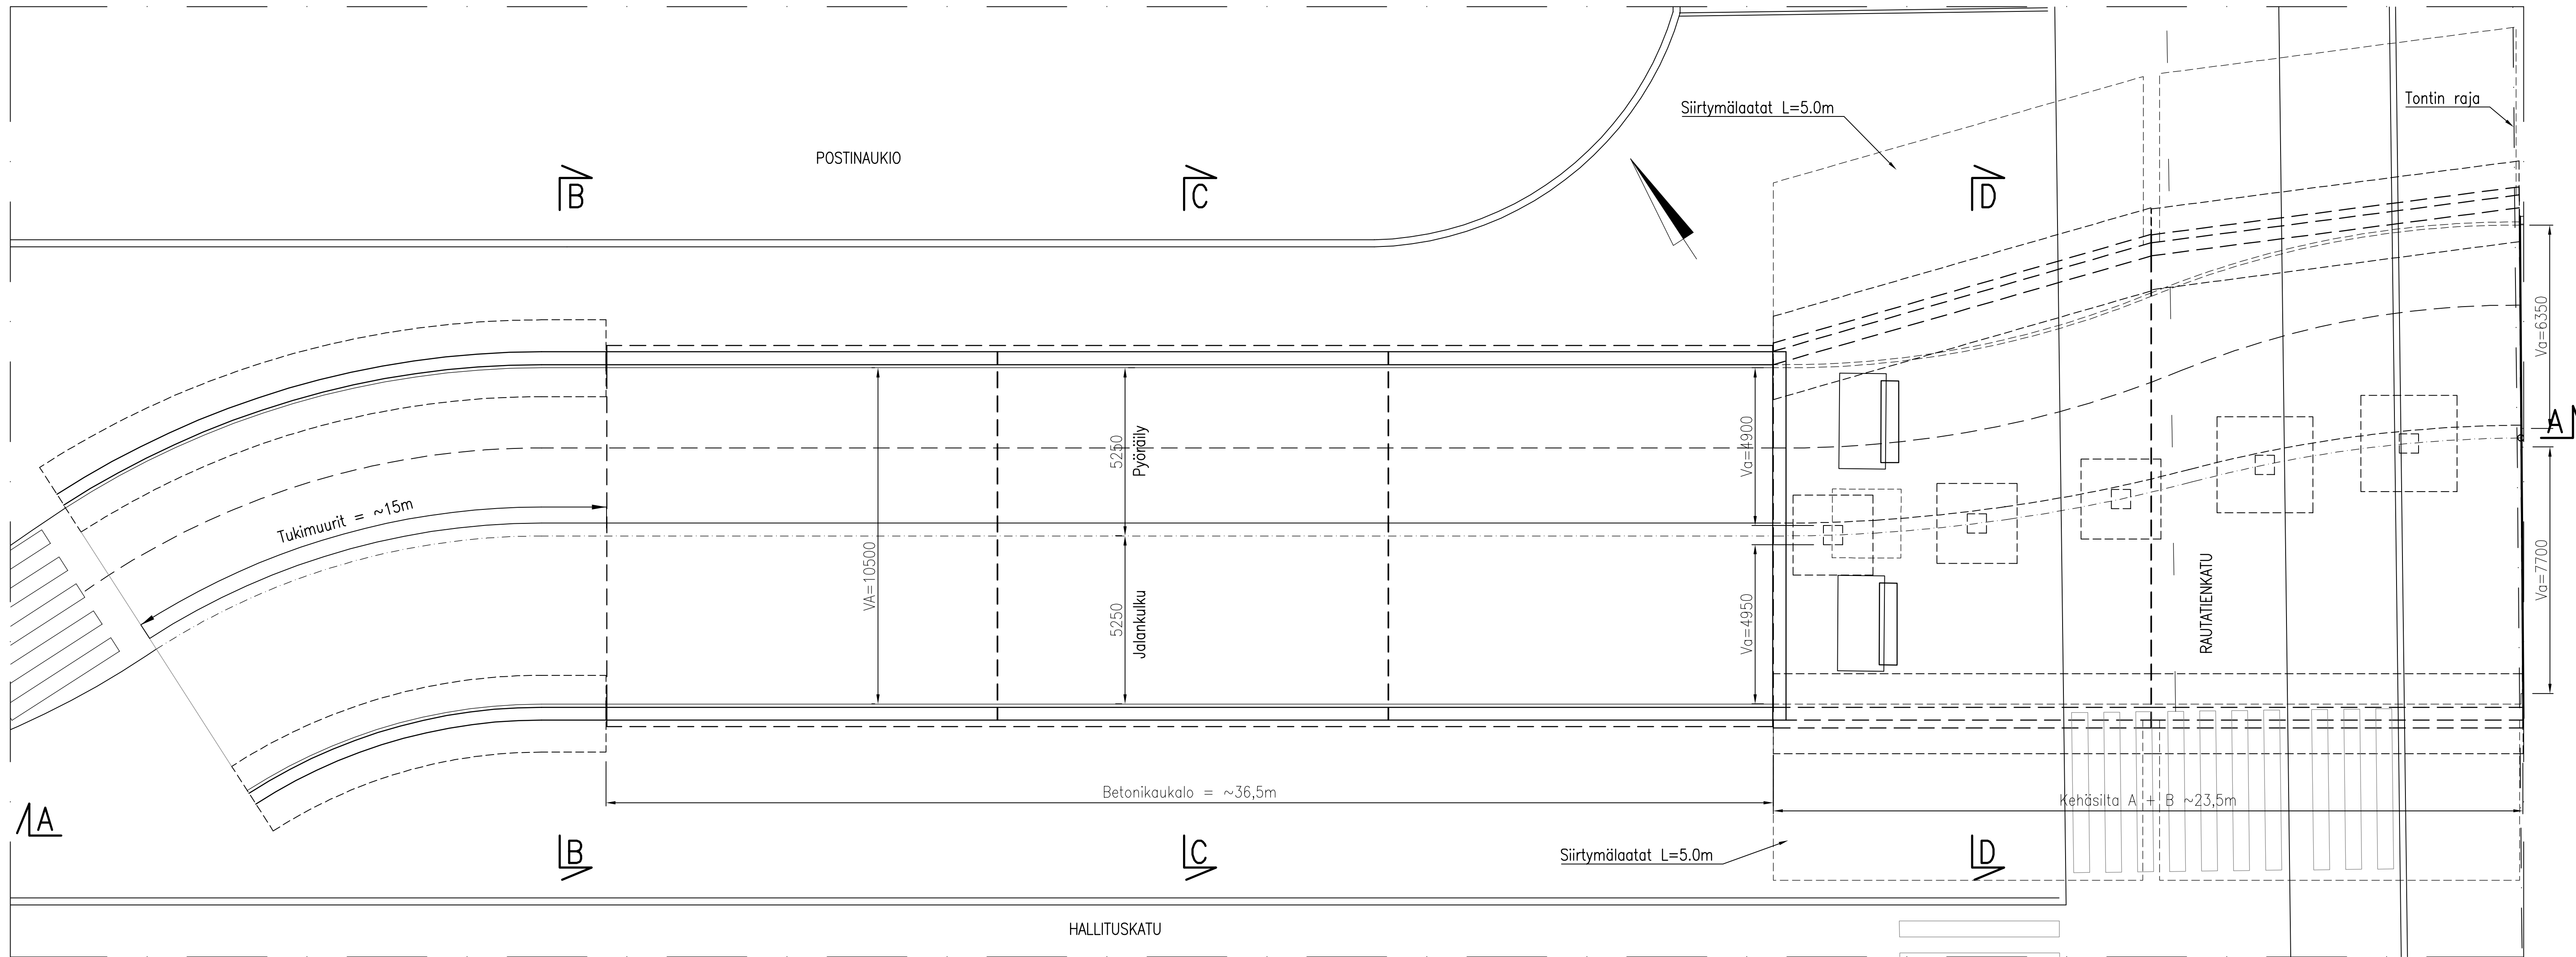 Siirtymälaatat L=5.0m
Tontin raja
POSTINAUKIO
B
C
D
Va=6350
A
Tukimuurit = ~15m
VA=10500
5250
Pyöräily
5250
Jalankulku
Va=4900
Va=4950
RAUTATIENKATU
Va=7700
Betonikaukalo = ~36,5m
Kehäsilta A + B ~23,5m
A
B
C
D
Siirtymälaatat L=5.0m
HALLITUSKATU